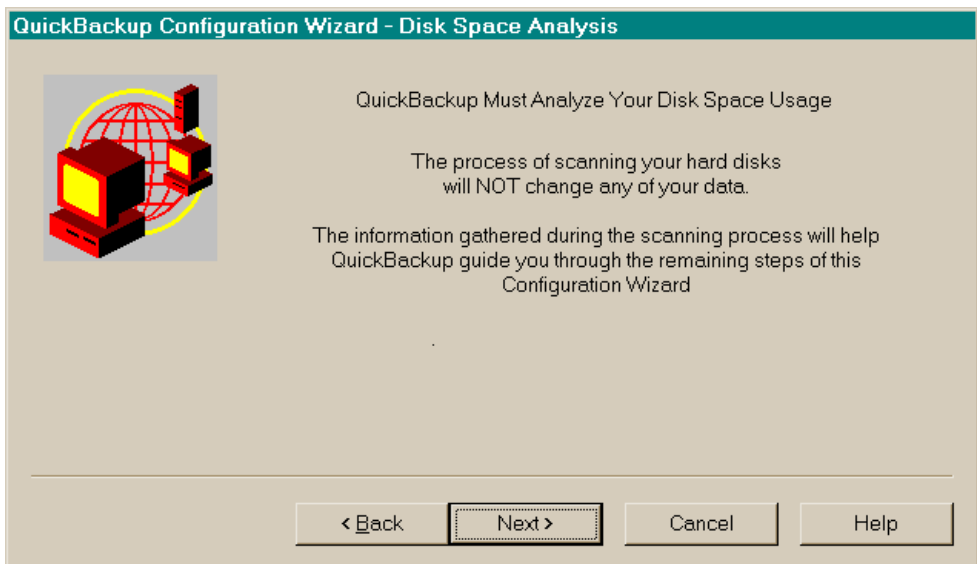 QuickBackup Configuration Wizard - Disk Space Analysis
QuickBackup Must Analyze Your Disk Space Usage
The process of scanning your hard disks
will NOT change any of your data.
The information gathered during the scanning process will help
QuickBackup guide you through the remaining steps of this
Configuration Wizard
.
< Back
Next >
Cancel
Help